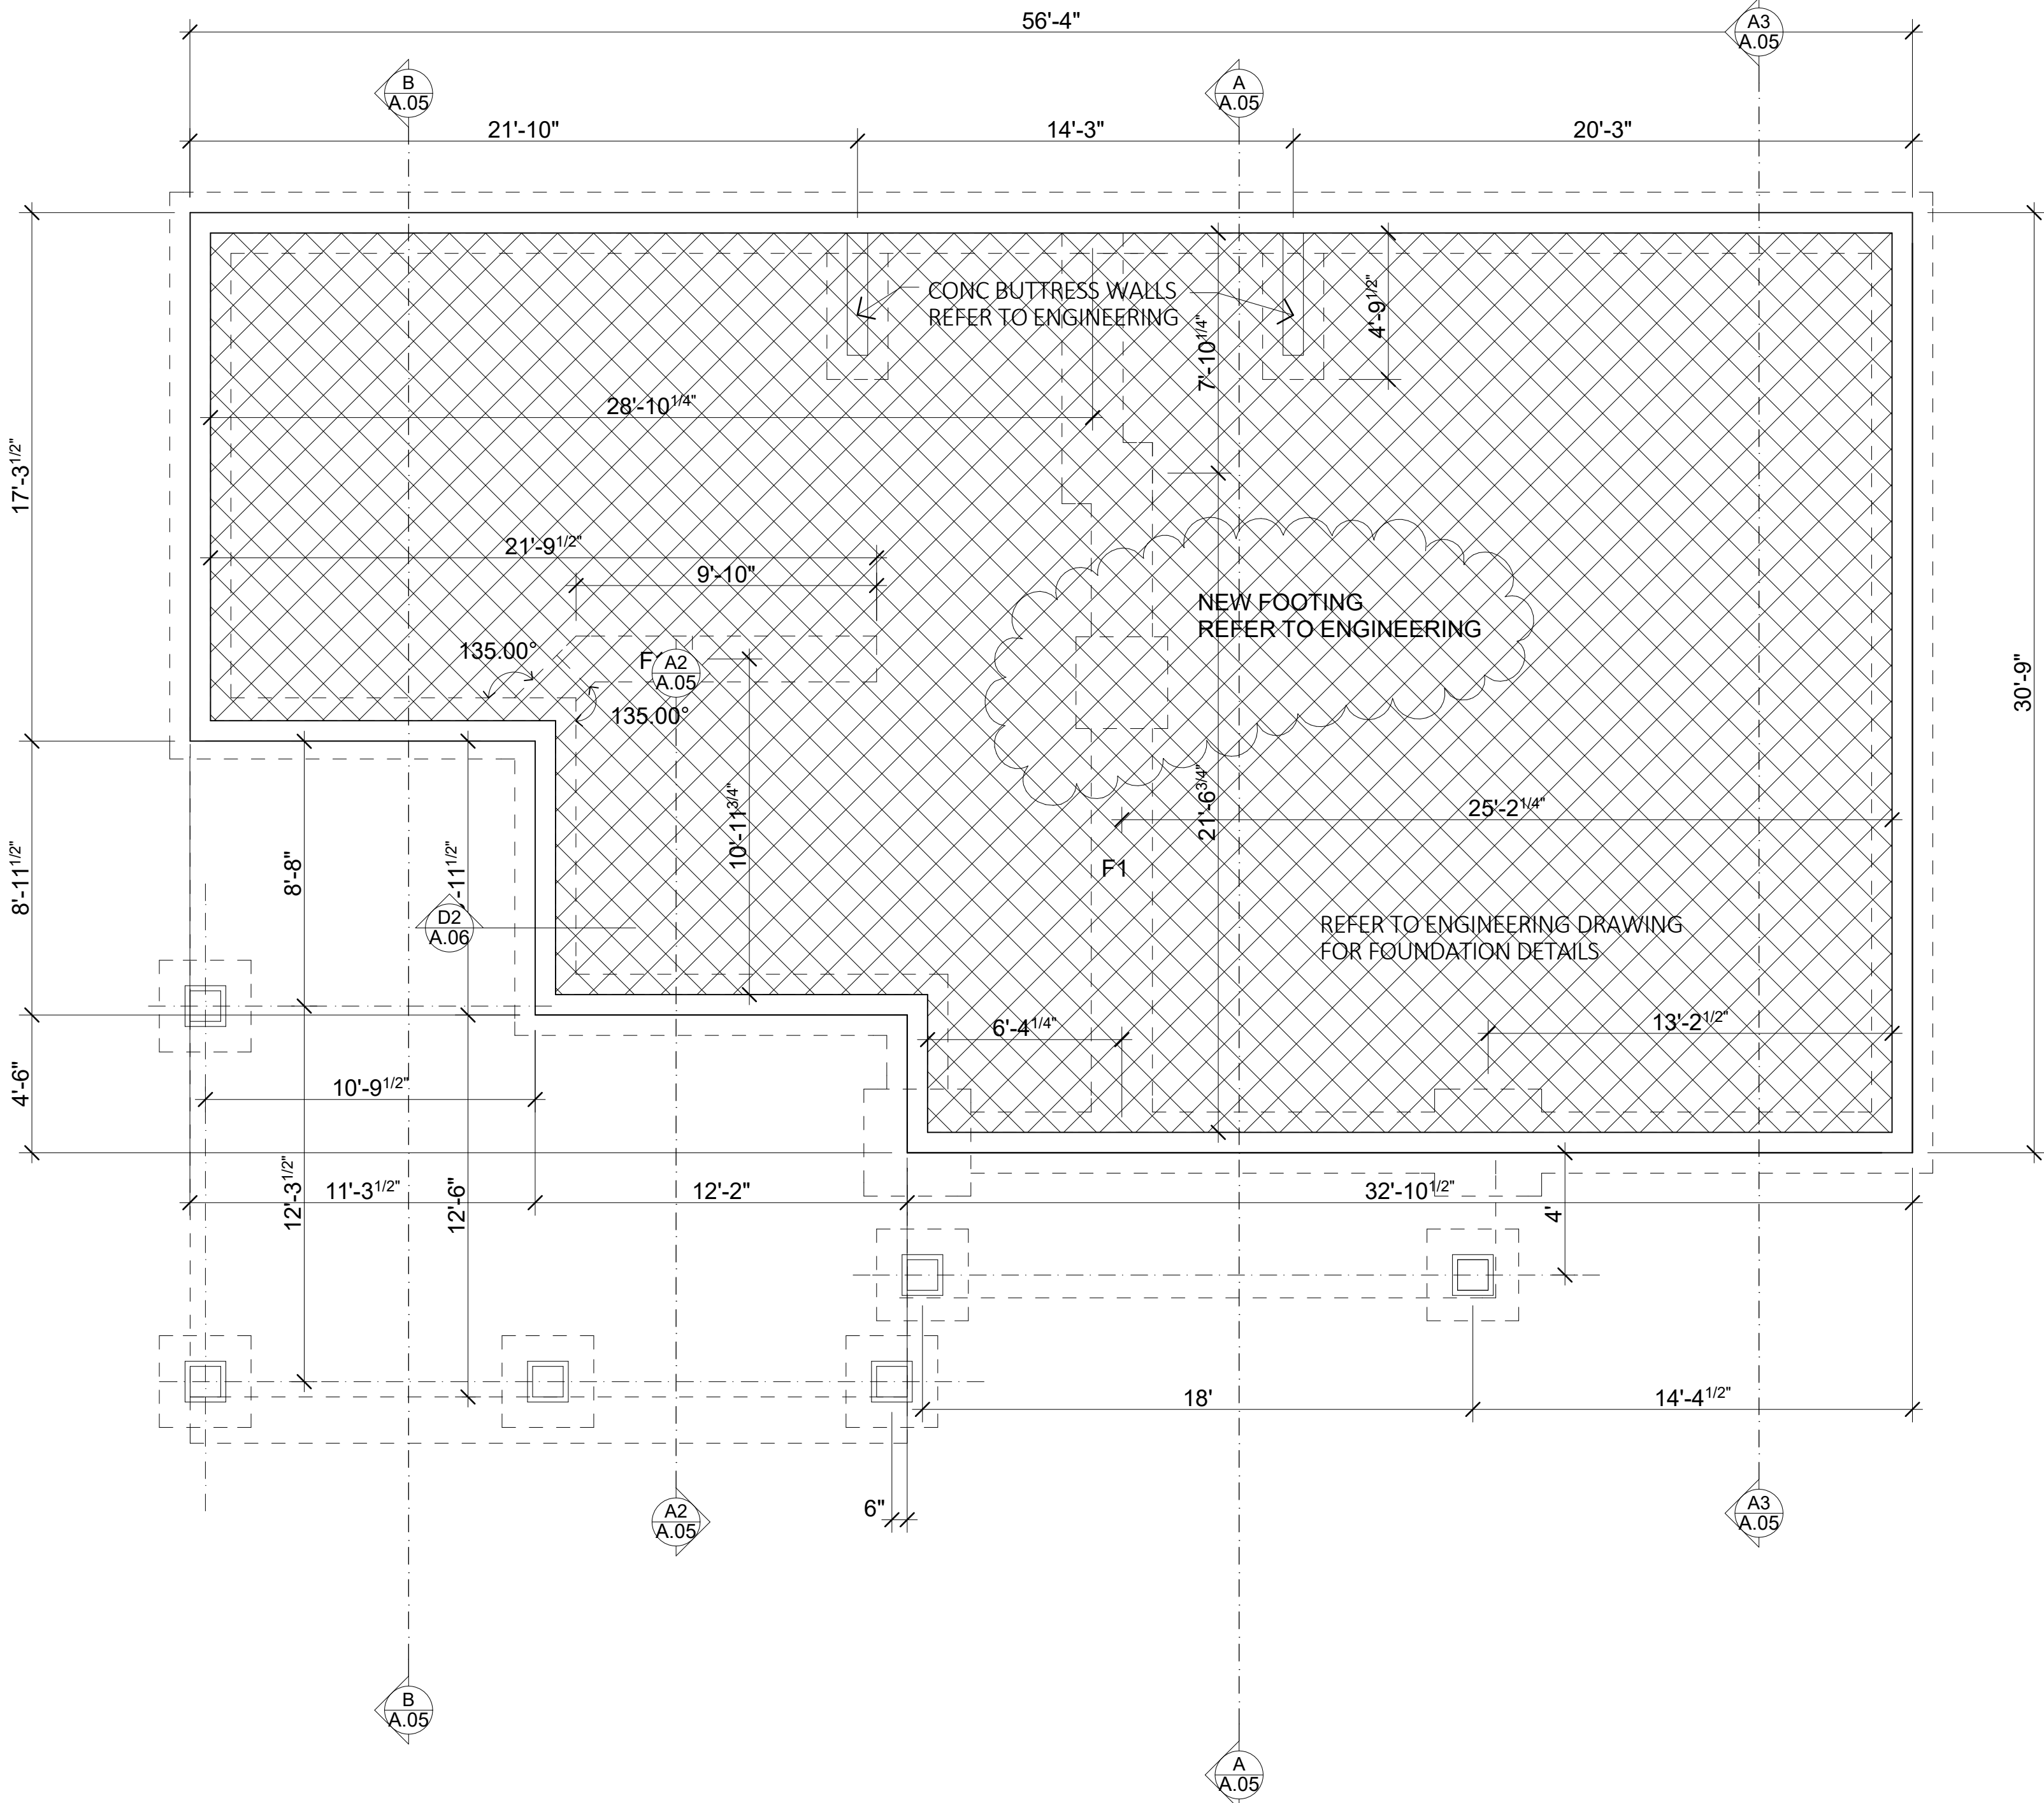 56'-4"
A3
A.05
B
A.05
A
A.05
21'-10"
14'-3"
20'-3"
CONC BUTTRESS WALLS
REFER TO ENGINEERING
4'-9 1/2"
7'-10 1/4"
28'-10 1/4"
17'-3 1/2"
21'-9 1/2"
9'-10"
NEW FOOTING
REFER TO ENGINEERING
135.00°
A2
A.05
135.00°
30'-9"
10'-11 3/4"
21'-6 3/4"
25'-2 1/4"
F1
8'-11 1/2"
8'-8"
-11 1/2"
D2
A.06
REFER TO ENGINEERING DRAWING
FOR FOUNDATION DETAILS
6'-4 1/4"
13'-2 1/2"
4'-6"
10'-9 1/2"
12'-3 1/2"
11'-3 1/2"
12'-6"
12'-2"
32'-10 1/2"
4'
18'
14'-4 1/2"
6"
A2
A.05
A3
A.05
B
A.05
A
A.05